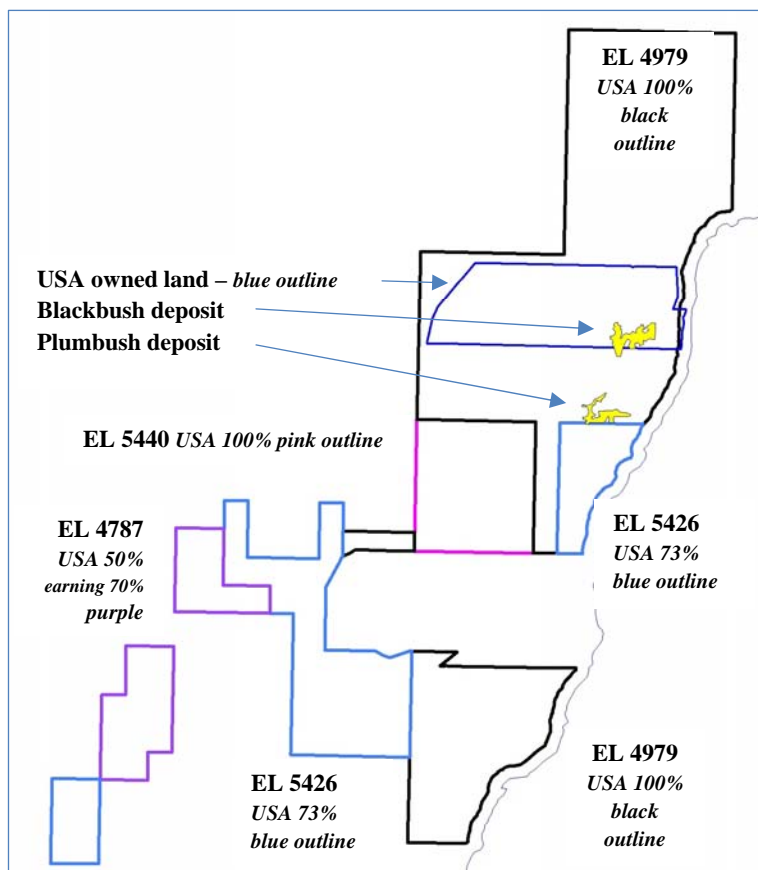 EL 4979
USA 100%
black
outline
USA owned land – blue outline
Blackbush deposit
Plumbush deposit
EL 5440 USA 100% pink outline
EL 4787
USA 50%
earning 70%
purple
EL 5426
USA 73%
blue outline
EL 5426
USA 73%
blue outline
EL 4979
USA 100%
black
outline